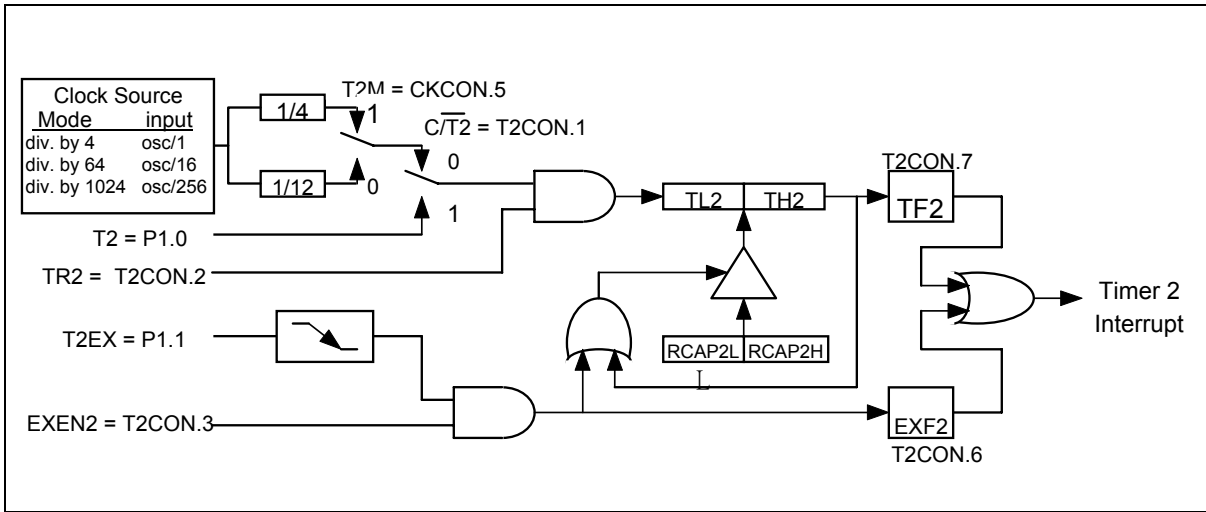 Clock Source
Mode input
div. by 4 osc/1
div. by 64 osc/16
div. by 1024 osc/256
1/4
1/12
T2M = CKCON.5
1
0
C/T2 = T2CON.1
0
1
T2 = P1.0
TR2 = T2CON.2
TL2 TH2
T2CON.7
TF2
Timer 2
Interrupt
T2EX = P1.1
RCAP2L RCAP2H
L
EXEN2 = T2CON.3
EXF2
T2CON.6